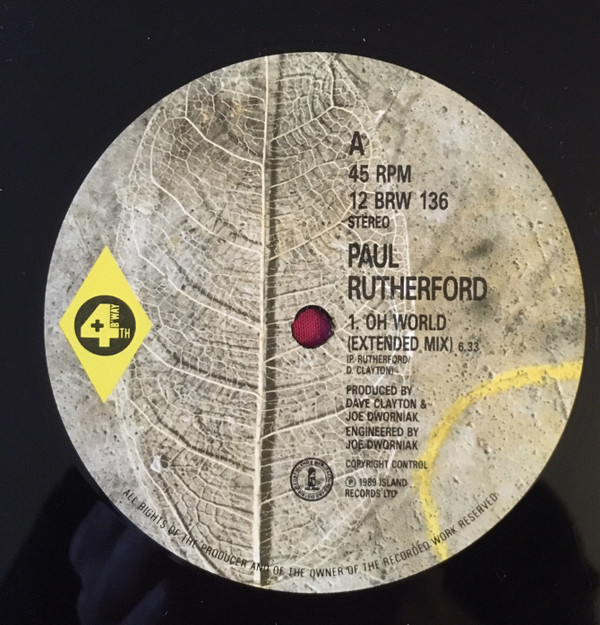 A
45 RPM
12 BRW 136
STEREO
PAUL
RUTHERFORD
1. OH WORLD
(EXTENDED MIX) 6.33
(P. RUTHERFORD/
D. CLAYTON)
PRODUCED BY
DAVE CLAYTON &
JOE DWORNIAK
ENGINEERED BY
JOE DWORNIAK
COPYRIGHT CONTROL
℗ 1989 ISLAND
RECORDS LTD
4TH
+
B'WAY
ALL RIGHTS OF THE PRODUCER AND OF THE OWNER OF THE RECORDED WORK RESERVED